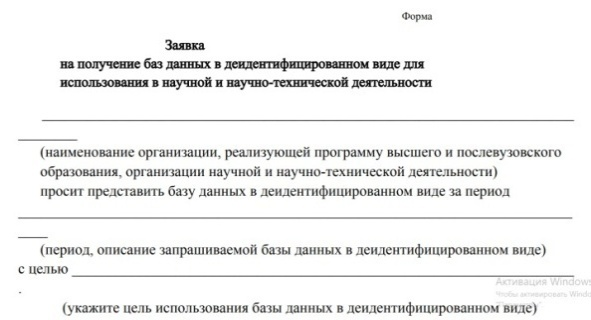 Форма
Заявка
на получение баз данных в деидентифицированном виде для
использования в научной и научно-технической деятельности
(наименование организации, реализующей программу высшего и послевузовского
образования, организации научной и научно-технической деятельности)
просит представить базу данных в деидентифицированном виде за период
(период, описание запрашиваемой базы данных в деидентифицированном виде)
с целью
.
Активация Windows
Чтобы активировать Windo
(укажите цель использования базы данных в деидентифицированном виде)